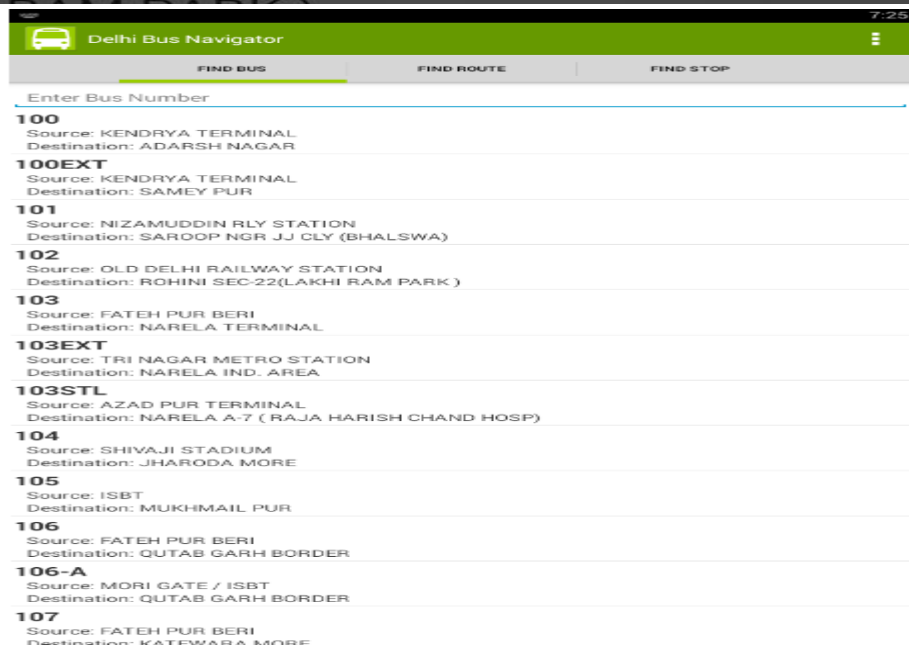 RAM PARK )
7:25
Delhi Bus Navigator
FIND BUS FIND ROUTE FIND STOP
Enter Bus Number
100
Source: KENDRYA TERMINAL
Destination: ADARSH NAGAR
100EXT
Source: KENDRYA TERMINAL
Destination: SAMEY PUR
101
Source: NIZAMUDDIN RLY STATION
Destination: SAROOP NGR JJ CLY (BHALSWA)
102
Source: OLD DELHI RAILWAY STATION
Destination: ROHINI SEC-22(LAKHI RAM PARK )
103
Source: FATEH PUR BERI
Destination: NARELA TERMINAL
103EXT
Source: TRI NAGAR METRO STATION
Destination: NARELA IND. AREA
103STL
Source: AZAD PUR TERMINAL
Destination: NARELA A-7 ( RAJA HARISH CHAND HOSP)
104
Source: SHIVAJI STADIUM
Destination: JHARODA MORE
105
Source: ISBT
Destination: MUKHMAIL PUR
106
Source: FATEH PUR BERI
Destination: QUTAB GARH BORDER
106-A
Source: MORI GATE / ISBT
Destination: QUTAB GARH BORDER
107
Source: FATEH PUR BERI
Destination: KATEWARA MORE